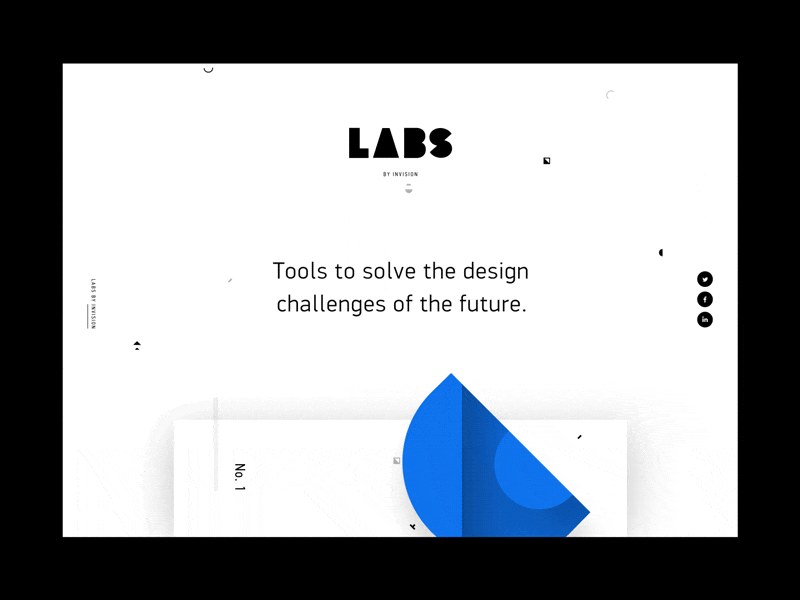 LABS
BY INVISION
Tools to solve the design
challenges of the future.
LABS BY INVISION
No. 1